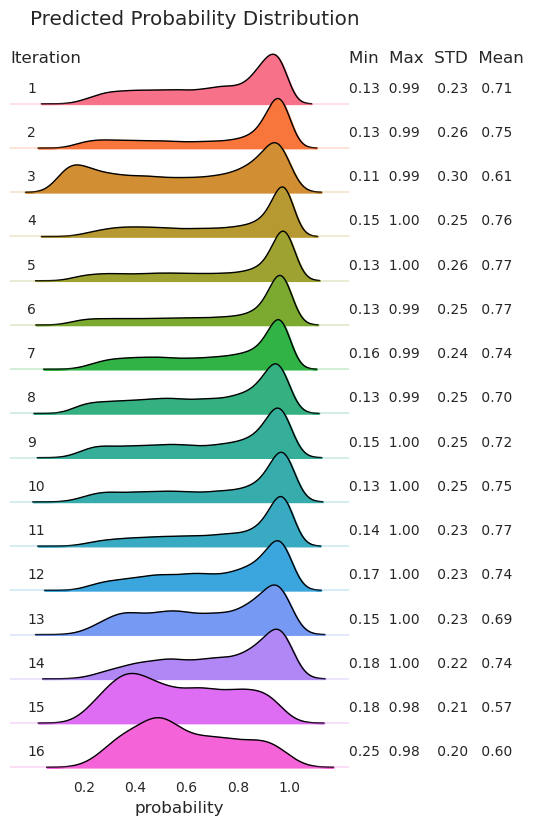 Predicted Probability Distribution
Iteration Min Max STD Mean
1 0.13 0.99 0.23 0.71
2 0.13 0.99 0.26 0.75
3 0.11 0.99 0.30 0.61
4 0.15 1.00 0.25 0.76
5 0.13 1.00 0.26 0.77
6 0.13 0.99 0.25 0.77
7 0.16 0.99 0.24 0.74
8 0.13 0.99 0.25 0.70
9 0.15 1.00 0.25 0.72
10 0.13 1.00 0.25 0.75
11 0.14 1.00 0.23 0.77
12 0.17 1.00 0.23 0.74
13 0.15 1.00 0.23 0.69
14 0.18 1.00 0.22 0.74
15 0.18 0.98 0.21 0.57
16 0.25 0.98 0.20 0.60
0.2 0.4 0.6 0.8 1.0
probability